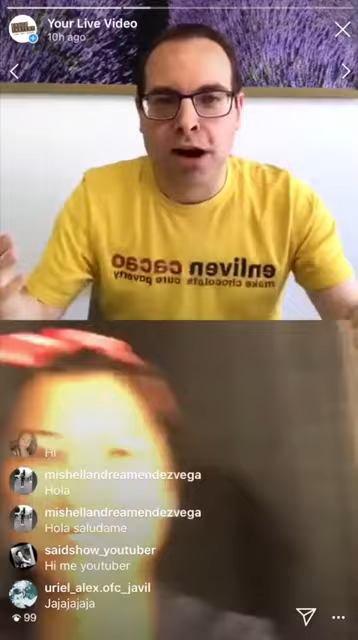 Your Live Video
10h ago
enliven cacao
make chocolate cure poverty
Hi
mishellandreamendezvega
Hola
mishellandreamendezvega
Hola saludame
saidshow_youtuber
Hi me youtuber
uriel_alex.ofc_javil
Jajajajaja
99